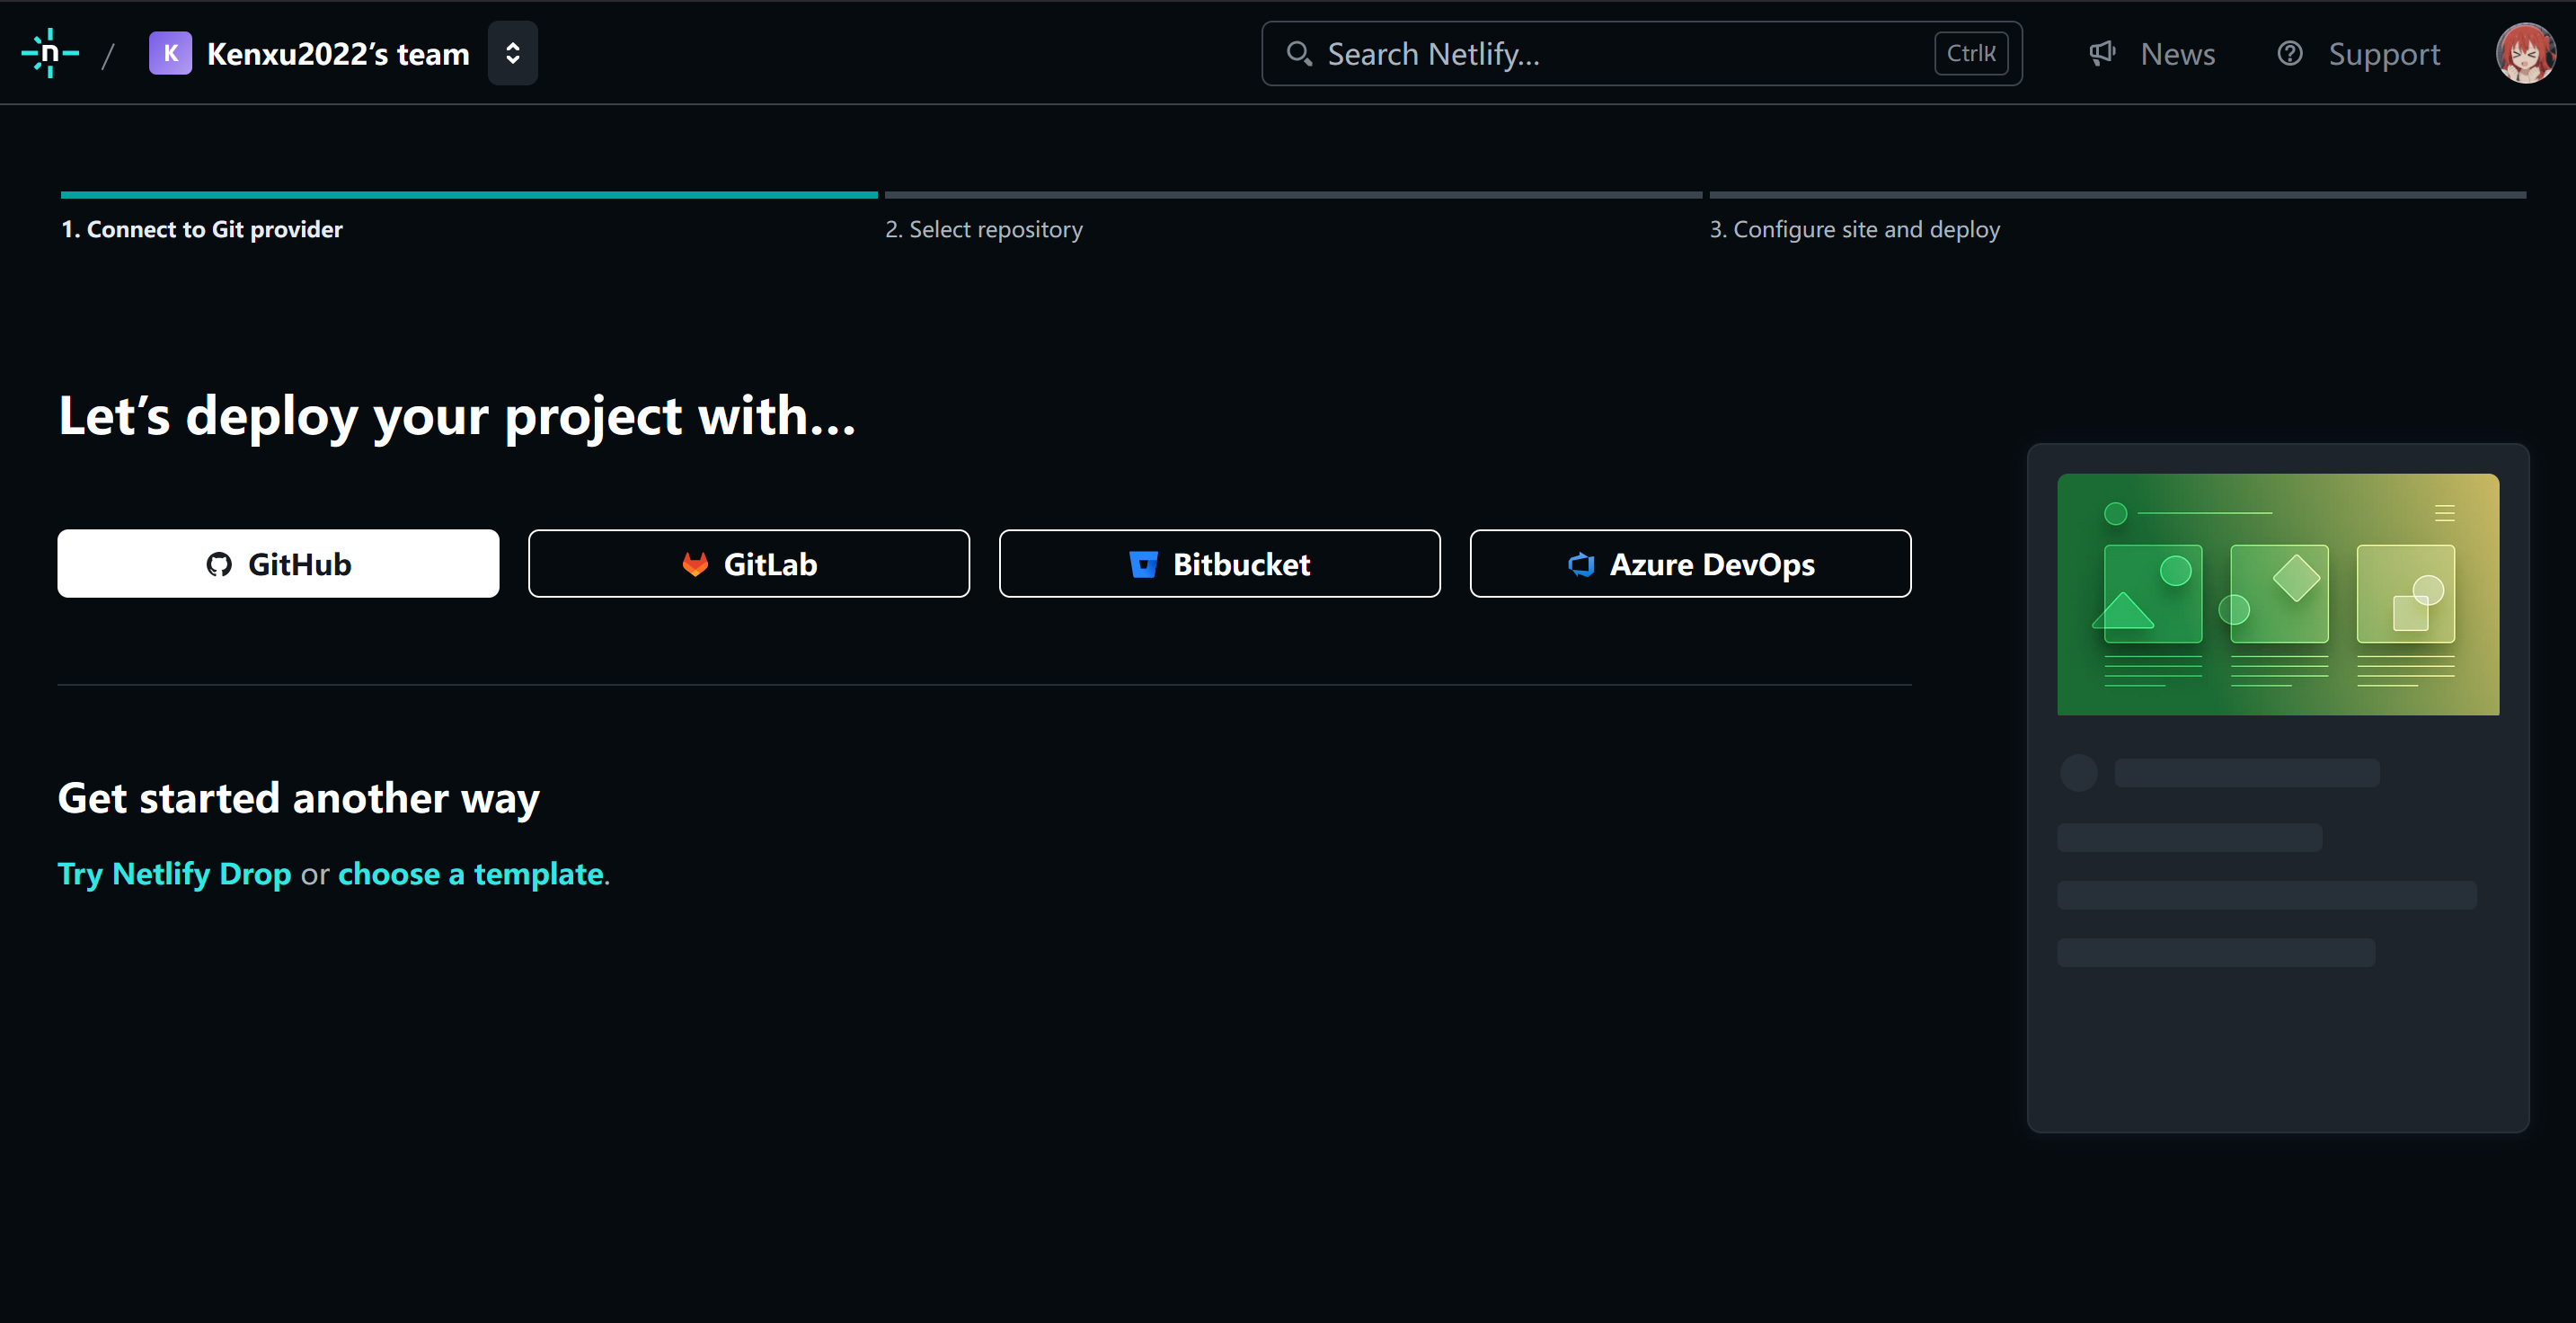 n / K Kenxu2022’s team Search Netlify... CtrlK News Support
1. Connect to Git provider 2. Select repository 3. Configure site and deploy
Let’s deploy your project with…
GitHub GitLab Bitbucket Azure DevOps
Get started another way
Try Netlify Drop or choose a template.